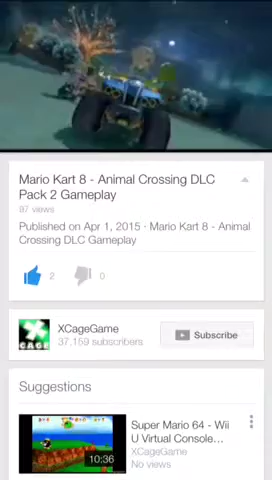 Mario Kart 8 - Animal Crossing DLC
Pack 2 Gameplay
97 views
Published on Apr 1, 2015 · Mario Kart 8 - Animal
Crossing DLC Gameplay
2
0
X
CAGE
XCageGame
37,159 subscribers
Subscribe
Suggestions
Super Mario 64 - Wii
U Virtual Console...
XCageGame
No views
10:36